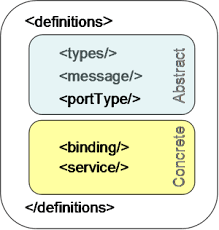 <definitions>
<types/>
<message/>
<portType/>
Abstract
<binding/>
<service/>
Concrete
</definitions>